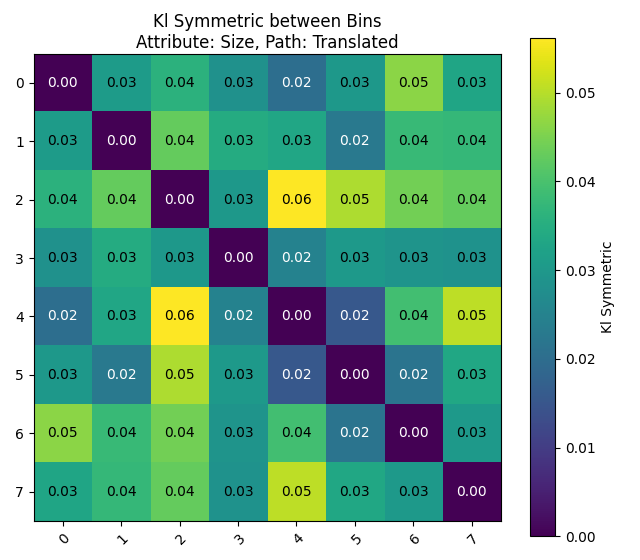 Kl Symmetric between Bins
Attribute: Size, Path: Translated
0 0.00 0.03 0.04 0.03 0.02 0.03 0.05 0.03
1 0.03 0.00 0.04 0.03 0.03 0.02 0.04 0.04
2 0.04 0.04 0.00 0.03 0.06 0.05 0.04 0.04
3 0.03 0.03 0.03 0.00 0.02 0.03 0.03 0.03
4 0.02 0.03 0.06 0.02 0.00 0.02 0.04 0.05
5 0.03 0.02 0.05 0.03 0.02 0.00 0.02 0.03
6 0.05 0.04 0.04 0.03 0.04 0.02 0.00 0.03
7 0.03 0.04 0.04 0.03 0.05 0.03 0.03 0.00
0 1 2 3 4 5 6 7
0.05
0.04
0.03
0.02
0.01
0.00
Kl Symmetric